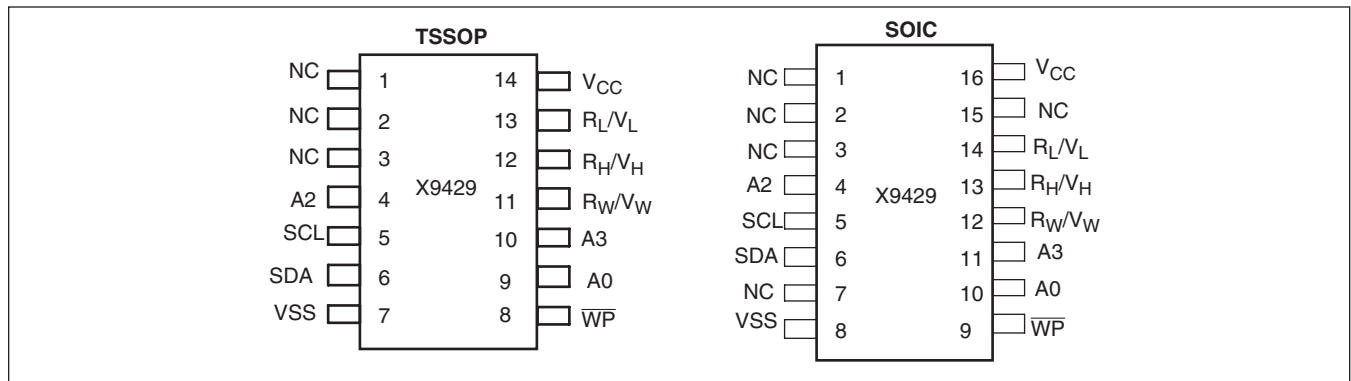 TSSOP
NC 1 14 VCC
NC 2 13 RL/VL
NC 3 12 RH/VH
X9429
A2 4 11 RW/VW
SCL 5 10 A3
SDA 6 9 A0
VSS 7 8 WP
SOIC
NC 1 16 VCC
NC 2 15 NC
NC 3 14 RL/VL
A2 4 13 RH/VH
X9429
SCL 5 12 RW/VW
SDA 6 11 A3
NC 7 10 A0
VSS 8 9 WP